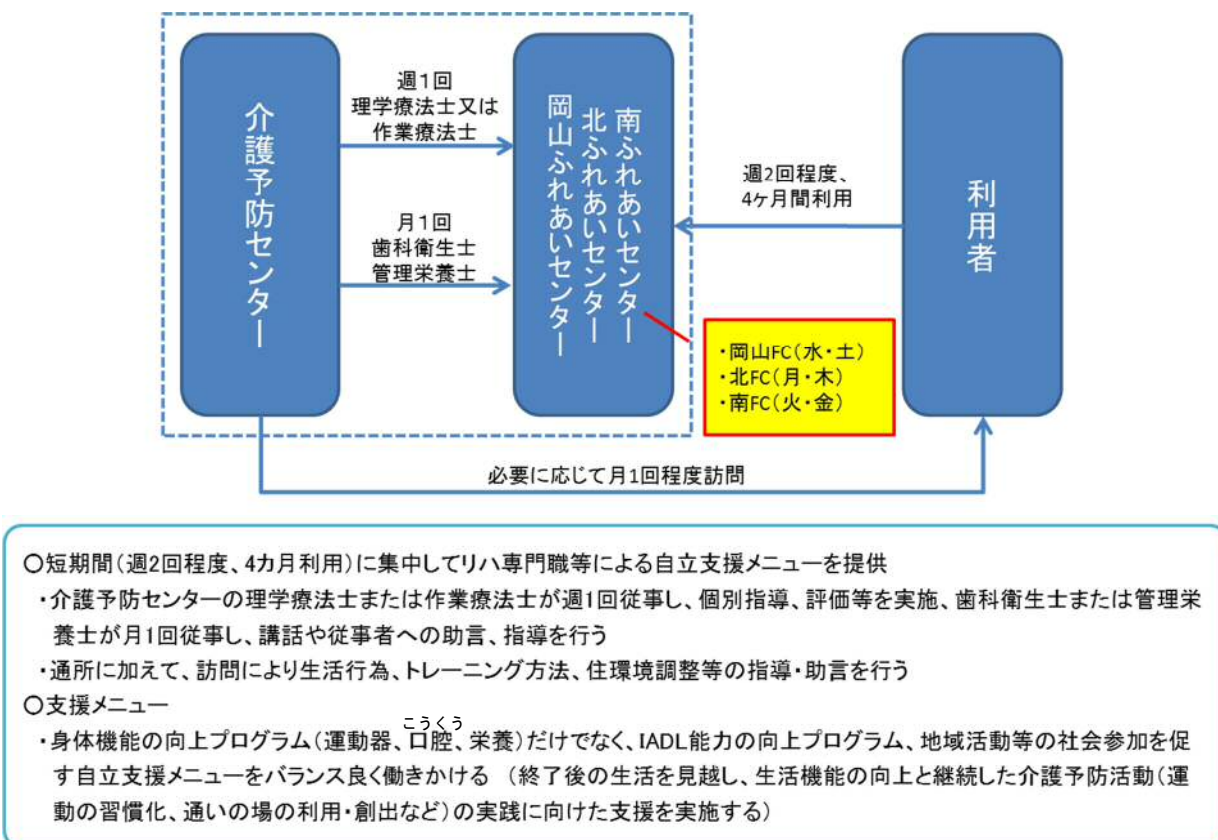 介護予防センター
週1回
理学療法士又は
作業療法士
月1回
歯科衛生士
管理栄養士
南ふれあいセンター
北ふれあいセンター
岡山ふれあいセンター
週2回程度、
4ヶ月間利用
利用者
・岡山FC(水・土)
・北FC(月・木)
・南FC(火・金)
必要に応じて月1回程度訪問
〇短期間(週2回程度、4カ月利用)に集中してリハ専門職等による自立支援メニューを提供
・介護予防センターの理学療法士または作業療法士が週1回従事し、個別指導、評価等を実施、歯科衛生士または管理栄
養士が月1回従事し、講話や従事者への助言、指導を行う
・通所に加えて、訪問により生活行為、トレーニング方法、住環境調整等の指導・助言を行う
〇支援メニュー
こうくう
・身体機能の向上プログラム(運動器、口腔、栄養)だけでなく、IADL能力の向上プログラム、地域活動等の社会参加を促
す自立支援メニューをバランス良く働きかける (終了後の生活を見越し、生活機能の向上と継続した介護予防活動(運
動の習慣化、通いの場の利用・創出など)の実践に向けた支援を実施する)